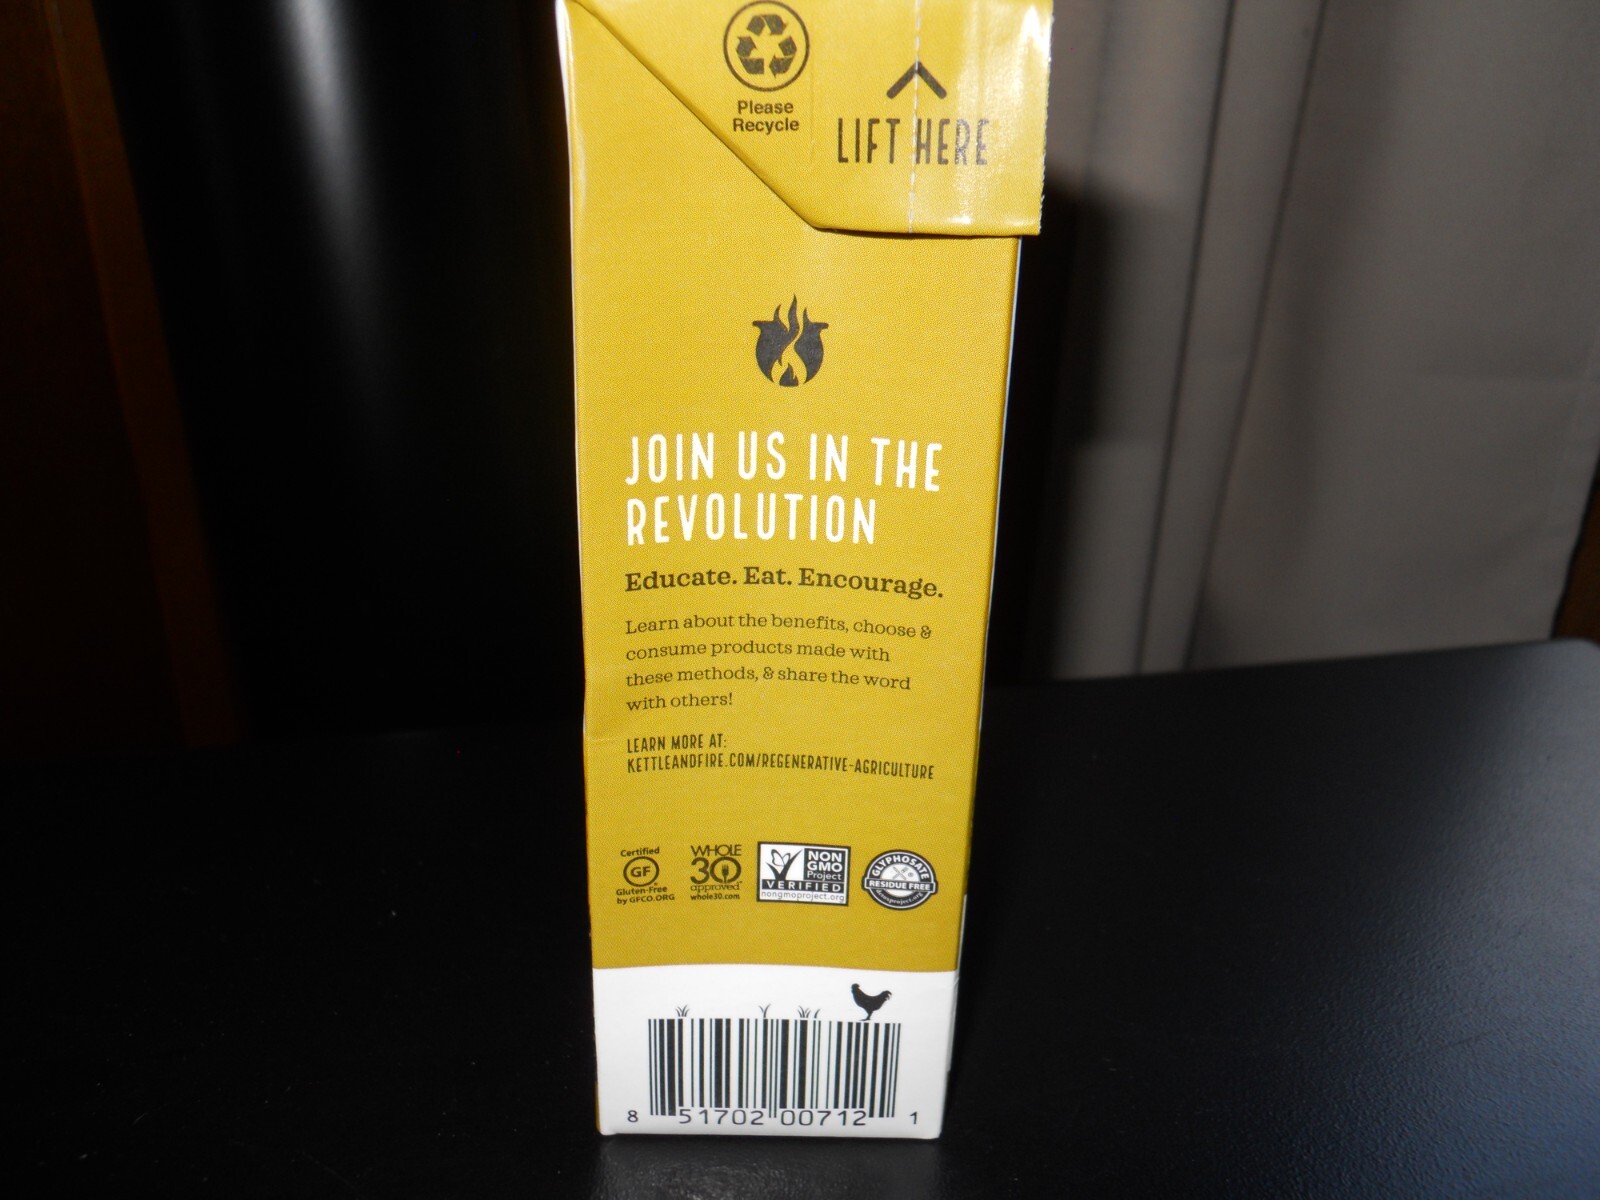 Please
Recycle
LIFT HERE
JOIN US IN THE
REVOLUTION
Educate. Eat. Encourage.
Learn about the benefits, choose &
consume products made with
these methods, & share the word
with others!
LEARN MORE AT:
KETTLEANDFIRE.COM/REGENERATIVE-AGRICULTURE
Certified
GF
Gluten-Free
by GFCO.ORG
WHOLE
30
approved
whole30.com
NON
GMO
Project
VERIFIED
nongmoproject.org
GLYPHOSATE
RESIDUE FREE
detoxproject.org
8 51702 00712 1